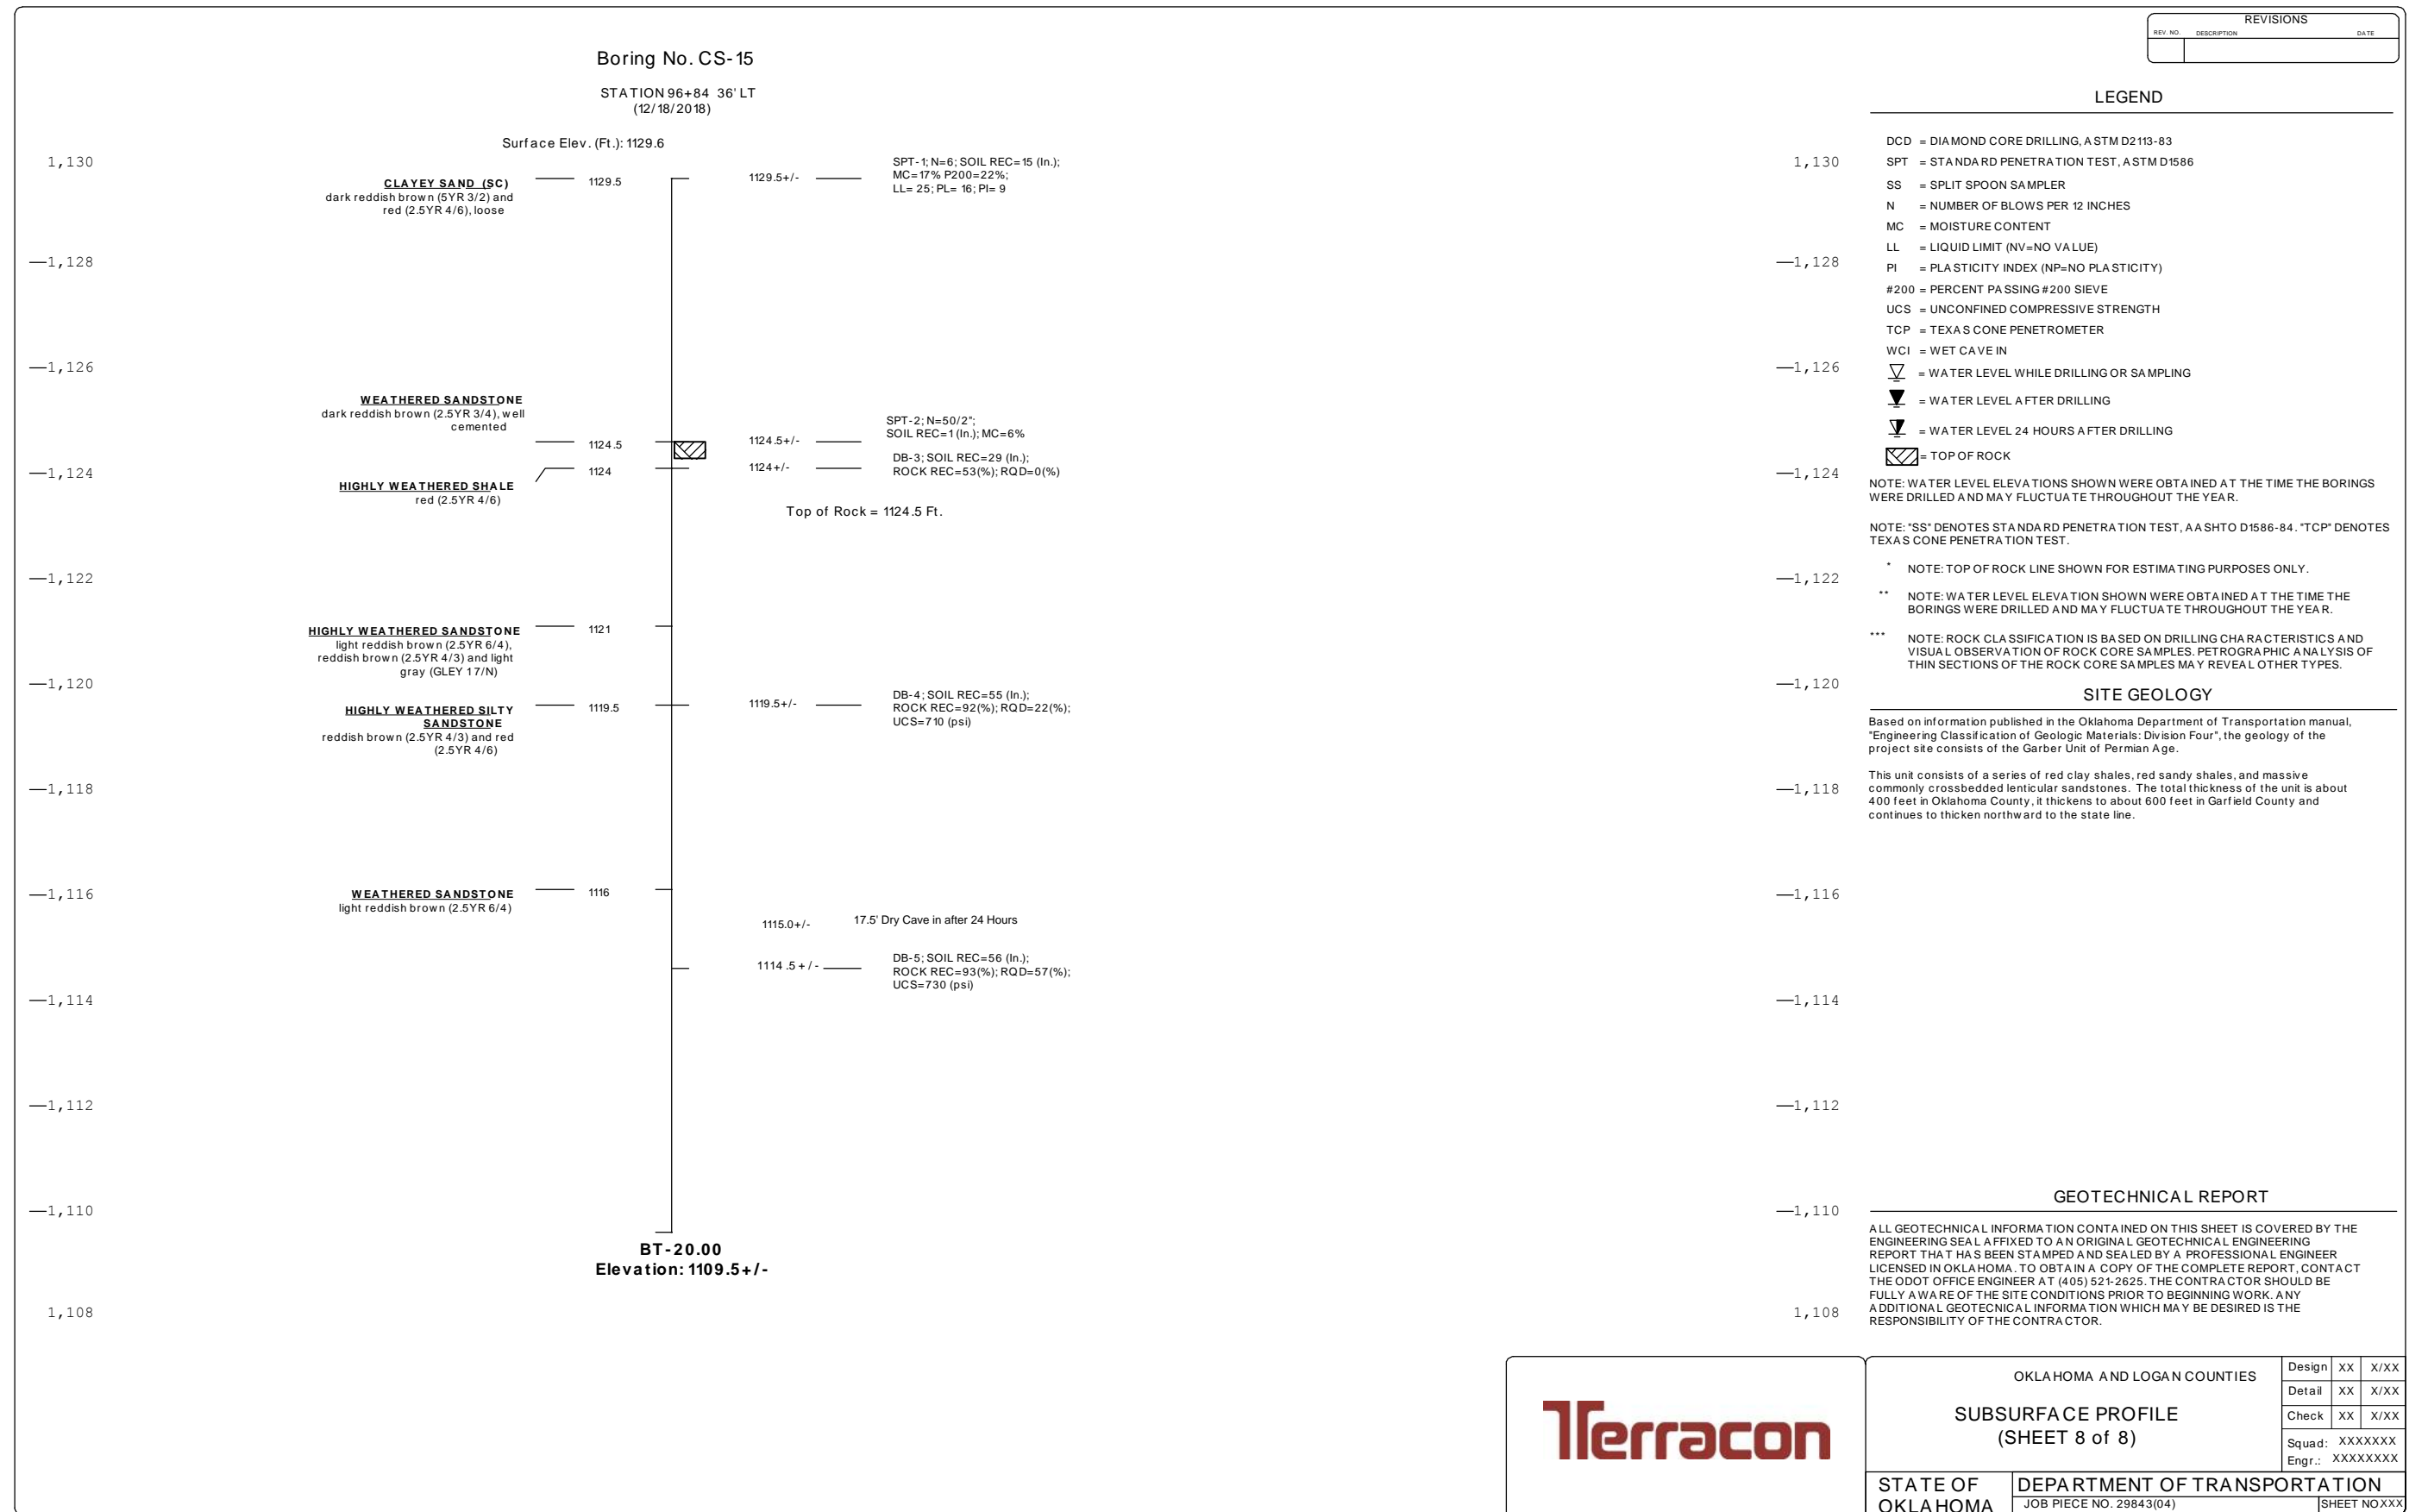 REVISIONS
REV. NO. DESCRIPTION DATE
Boring No. CS-15
STATION 96+84 36' LT
(12/18/2018)
Surface Elev. (Ft.): 1129.6
1,130
1,128
1,126
1,124
1,122
1,120
1,118
1,116
1,114
1,112
1,110
1,108
CLAYEY SAND (SC)
dark reddish brown (5YR 3/2) and
red (2.5YR 4/6), loose
1129.5
1129.5+/-
SPT-1; N=6; SOIL REC=15 (In.);
MC=17% P200=22%;
LL= 25; PL= 16; PI= 9
WEATHERED SANDSTONE
dark reddish brown (2.5YR 3/4), well
cemented
1124.5
1124.5+/-
SPT-2; N=50/2";
SOIL REC=1 (In.); MC=6%
HIGHLY WEATHERED SHALE
red (2.5YR 4/6)
1124
1124+/-
DB-3; SOIL REC=29 (In.);
ROCK REC=53(%); RQD=0(%)
Top of Rock = 1124.5 Ft.
HIGHLY WEATHERED SANDSTONE
light reddish brown (2.5YR 6/4),
reddish brown (2.5YR 4/3) and light
gray (GLEY 17/N)
1121
HIGHLY WEATHERED SILTY
SANDSTONE
reddish brown (2.5YR 4/3) and red
(2.5YR 4/6)
1119.5
1119.5+/-
DB-4; SOIL REC=55 (In.);
ROCK REC=92(%); RQD=22(%);
UCS=710 (psi)
WEATHERED SANDSTONE
light reddish brown (2.5YR 6/4)
1116
1115.0+/- 17.5' Dry Cave in after 24 Hours
1114.5+/-
DB-5; SOIL REC=56 (In.);
ROCK REC=93(%); RQD=57(%);
UCS=730 (psi)
BT-20.00
Elevation: 1109.5+/-
1,130
1,128
1,126
1,124
1,122
1,120
1,118
1,116
1,114
1,112
1,110
1,108
LEGEND
DCD = DIAMOND CORE DRILLING, ASTM D2113-83
SPT = STANDARD PENETRATION TEST, ASTM D1586
SS = SPLIT SPOON SAMPLER
N = NUMBER OF BLOWS PER 12 INCHES
MC = MOISTURE CONTENT
LL = LIQUID LIMIT (NV=NO VALUE)
PI = PLASTICITY INDEX (NP=NO PLASTICITY)
#200 = PERCENT PASSING #200 SIEVE
UCS = UNCONFINED COMPRESSIVE STRENGTH
TCP = TEXAS CONE PENETROMETER
WCI = WET CAVE IN
= WATER LEVEL WHILE DRILLING OR SAMPLING
= WATER LEVEL AFTER DRILLING
= WATER LEVEL 24 HOURS AFTER DRILLING
= TOP OF ROCK
NOTE: WATER LEVEL ELEVATIONS SHOWN WERE OBTAINED AT THE TIME THE BORINGS
WERE DRILLED AND MAY FLUCTUATE THROUGHOUT THE YEAR.
NOTE: "SS" DENOTES STANDARD PENETRATION TEST, AASHTO D1586-84. "TCP" DENOTES
TEXAS CONE PENETRATION TEST.
* NOTE: TOP OF ROCK LINE SHOWN FOR ESTIMATING PURPOSES ONLY.
** NOTE: WATER LEVEL ELEVATION SHOWN WERE OBTAINED AT THE TIME THE
BORINGS WERE DRILLED AND MAY FLUCTUATE THROUGHOUT THE YEAR.
*** NOTE: ROCK CLASSIFICATION IS BASED ON DRILLING CHARACTERISTICS AND
VISUAL OBSERVATION OF ROCK CORE SAMPLES. PETROGRAPHIC ANALYSIS OF
THIN SECTIONS OF THE ROCK CORE SAMPLES MAY REVEAL OTHER TYPES.
SITE GEOLOGY
Based on information published in the Oklahoma Department of Transportation manual,
"Engineering Classification of Geologic Materials: Division Four", the geology of the
project site consists of the Garber Unit of Permian Age.
This unit consists of a series of red clay shales, red sandy shales, and massive
commonly crossbedded lenticular sandstones. The total thickness of the unit is about
400 feet in Oklahoma County, it thickens to about 600 feet in Garfield County and
continues to thicken northward to the state line.
GEOTECHNICAL REPORT
ALL GEOTECHNICAL INFORMATION CONTAINED ON THIS SHEET IS COVERED BY THE
ENGINEERING SEAL AFFIXED TO AN ORIGINAL GEOTECHNICAL ENGINEERING
REPORT THAT HAS BEEN STAMPED AND SEALED BY A PROFESSIONAL ENGINEER
LICENSED IN OKLAHOMA. TO OBTAIN A COPY OF THE COMPLETE REPORT, CONTACT
THE ODOT OFFICE ENGINEER AT (405) 521-2625. THE CONTRACTOR SHOULD BE
FULLY AWARE OF THE SITE CONDITIONS PRIOR TO BEGINNING WORK. ANY
ADDITIONAL GEOTECNICAL INFORMATION WHICH MAY BE DESIRED IS THE
RESPONSIBILITY OF THE CONTRACTOR.
Terracon
OKLAHOMA AND LOGAN COUNTIES
SUBSURFACE PROFILE
(SHEET 8 of 8)
Design XX X/XX
Detail XX X/XX
Check XX X/XX
Squad: XXXXXXX
Engr.: XXXXXXXX
STATE OF
OKLAHOMA
DEPARTMENT OF TRANSPORTATION
JOB PIECE NO. 29843(04) SHEET NO XXX